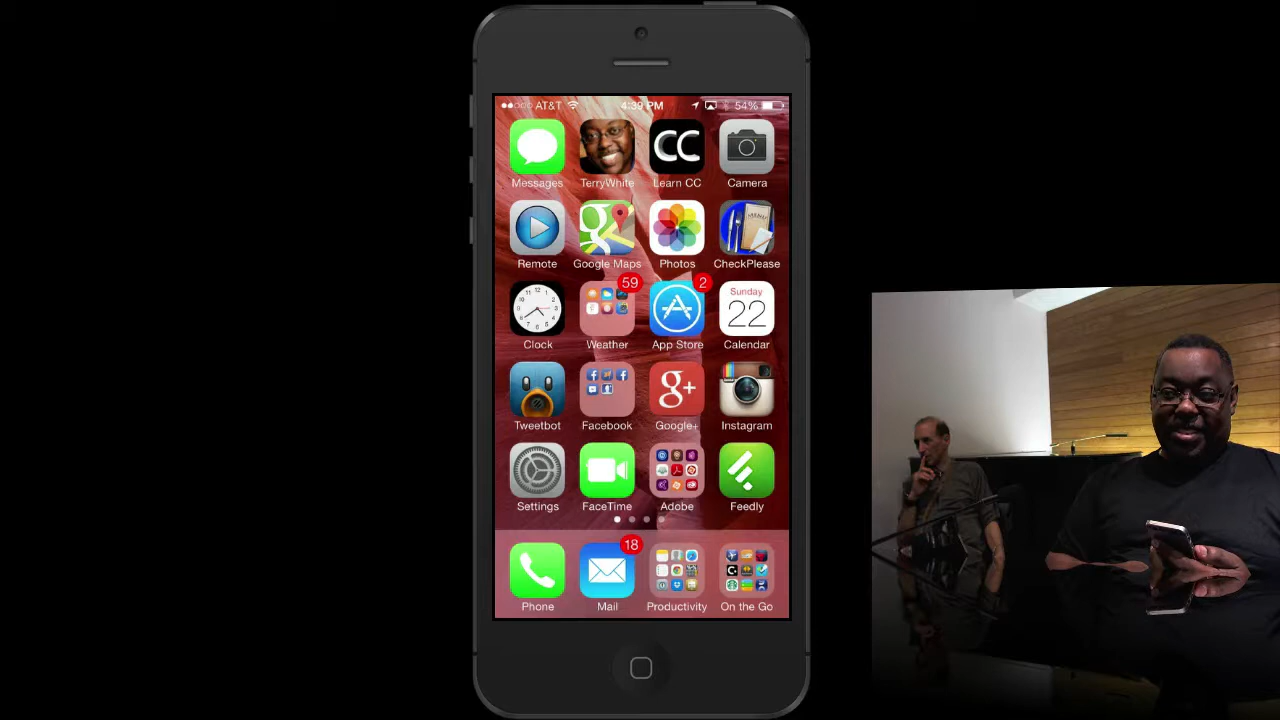 AT&T 4:39 PM 54%
CC
Messages TerryWhite Learn CC Camera
Remote Google Maps Photos CheckPlease
59 2 Sunday
22
Clock Weather App Store Calendar
g+
Tweetbot Facebook Google+ Instagram
Settings FaceTime Adobe Feedly
18
Phone Mail Productivity On the Go